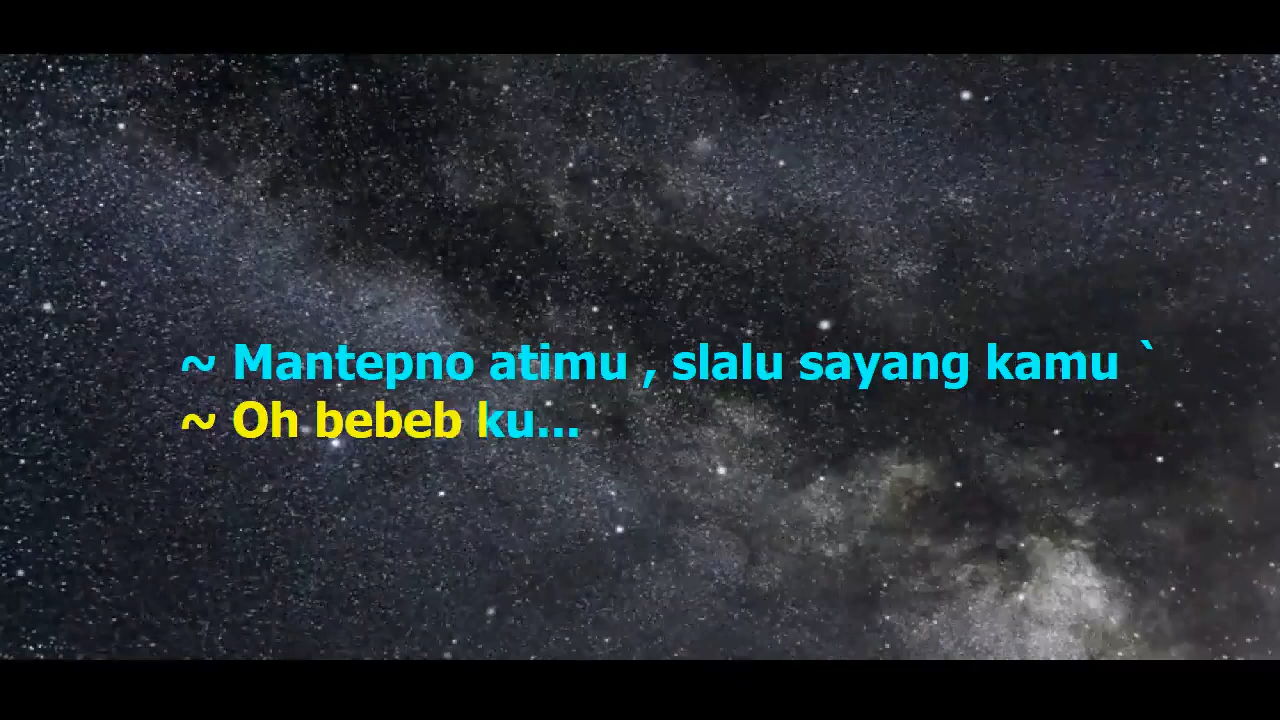 ~ Mantepno atimu , slalu sayang kamu `
~ Oh bebeb ku...